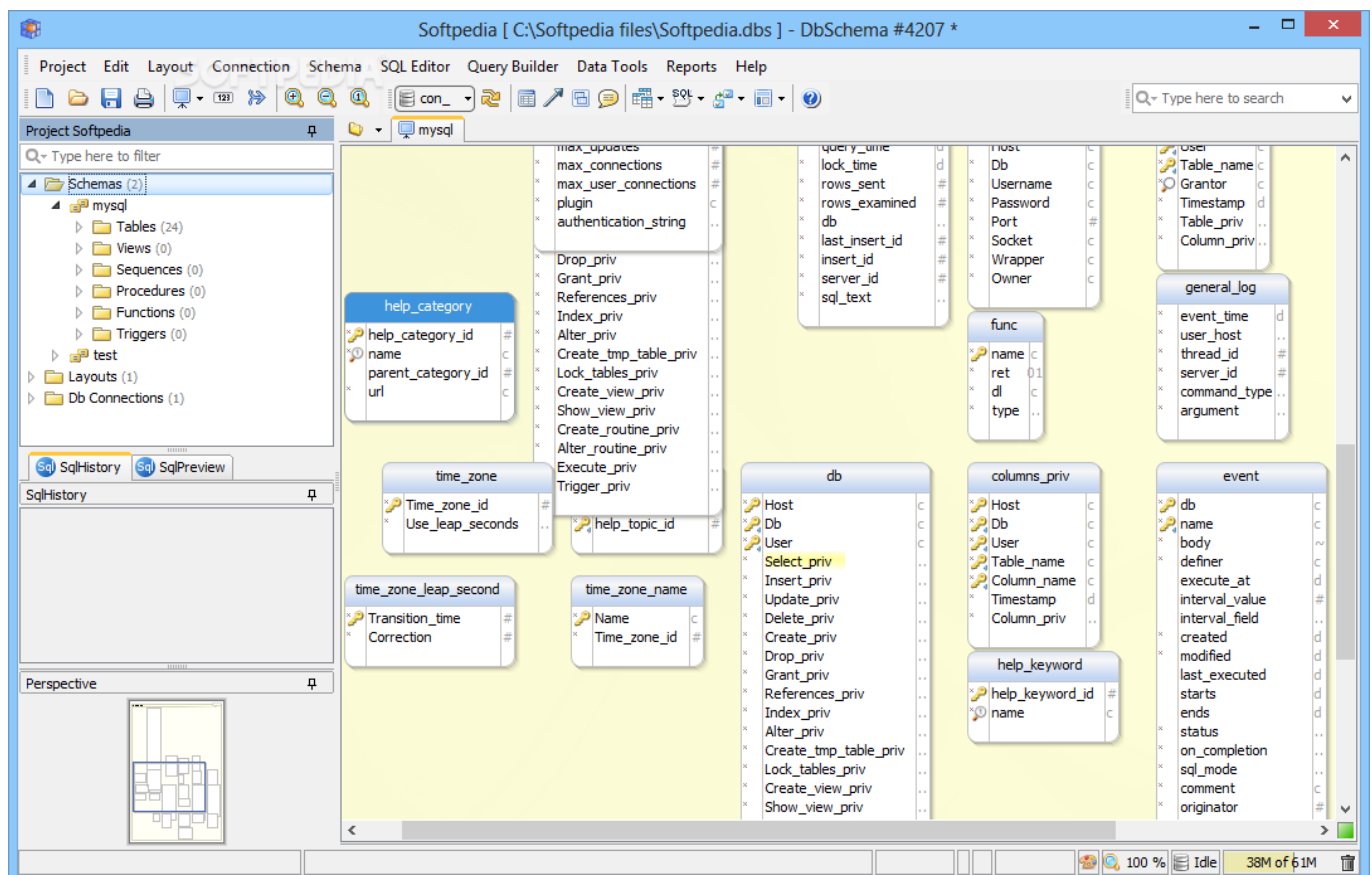 Softpedia [ C:\Softpedia files\Softpedia.dbs ] - DbSchema #4207 *
Project Edit Layout Connection Schema SQL Editor Query Builder Data Tools Reports Help
SOFTPEDIA
con_
Type here to search
Project Softpedia
mysql
Type here to filter
Schemas (2)
mysql
Tables (24)
Views (0)
Sequences (0)
Procedures (0)
Functions (0)
Triggers (0)
test
Layouts (1)
Db Connections (1)
SqlHistory
SqlPreview
SqlHistory
Perspective
max_updates
max_connections
max_user_connections
plugin
authentication_string
Drop_priv
Grant_priv
References_priv
Index_priv
Alter_priv
Create_tmp_table_priv
Lock_tables_priv
Create_view_priv
Show_view_priv
Create_routine_priv
Alter_routine_priv
Execute_priv
Trigger_priv
query_time
lock_time
rows_sent
rows_examined
db
last_insert_id
insert_id
server_id
sql_text
Host
Db
Username
Password
Port
Socket
Wrapper
Owner
User
Table_name
Grantor
Timestamp
Table_priv
Column_priv
help_category
help_category_id
name
parent_category_id
url
func
name
ret
dl
type
general_log
event_time
user_host
thread_id
server_id
command_type
argument
time_zone
Time_zone_id
Use_leap_seconds
help_topic_id
time_zone_leap_second
Transition_time
Correction
time_zone_name
Name
Time_zone_id
db
Host
Db
User
Select_priv
Insert_priv
Update_priv
Delete_priv
Create_priv
Drop_priv
Grant_priv
References_priv
Index_priv
Alter_priv
Create_tmp_table_priv
Lock_tables_priv
Create_view_priv
Show_view_priv
columns_priv
Host
Db
User
Table_name
Column_name
Timestamp
Column_priv
help_keyword
help_keyword_id
name
event
db
name
body
definer
execute_at
interval_value
interval_field
created
modified
last_executed
starts
ends
status
on_completion
sql_mode
comment
originator
100 %
Idle
38M of 61M